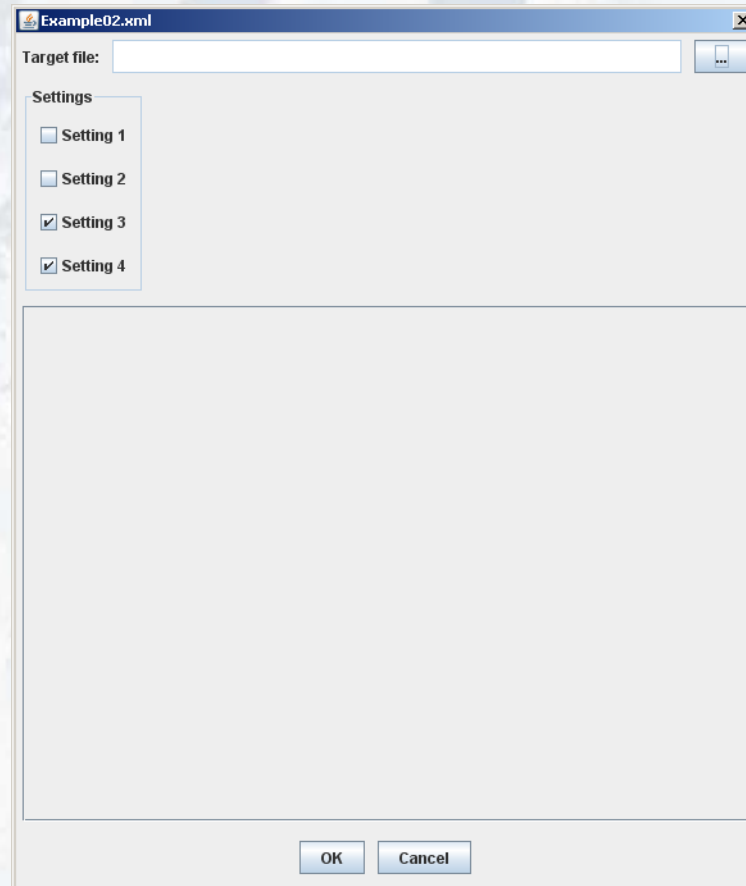 Example02.xml
Target file:
...
Settings
Setting 1
Setting 2
Setting 3
Setting 4
OK Cancel